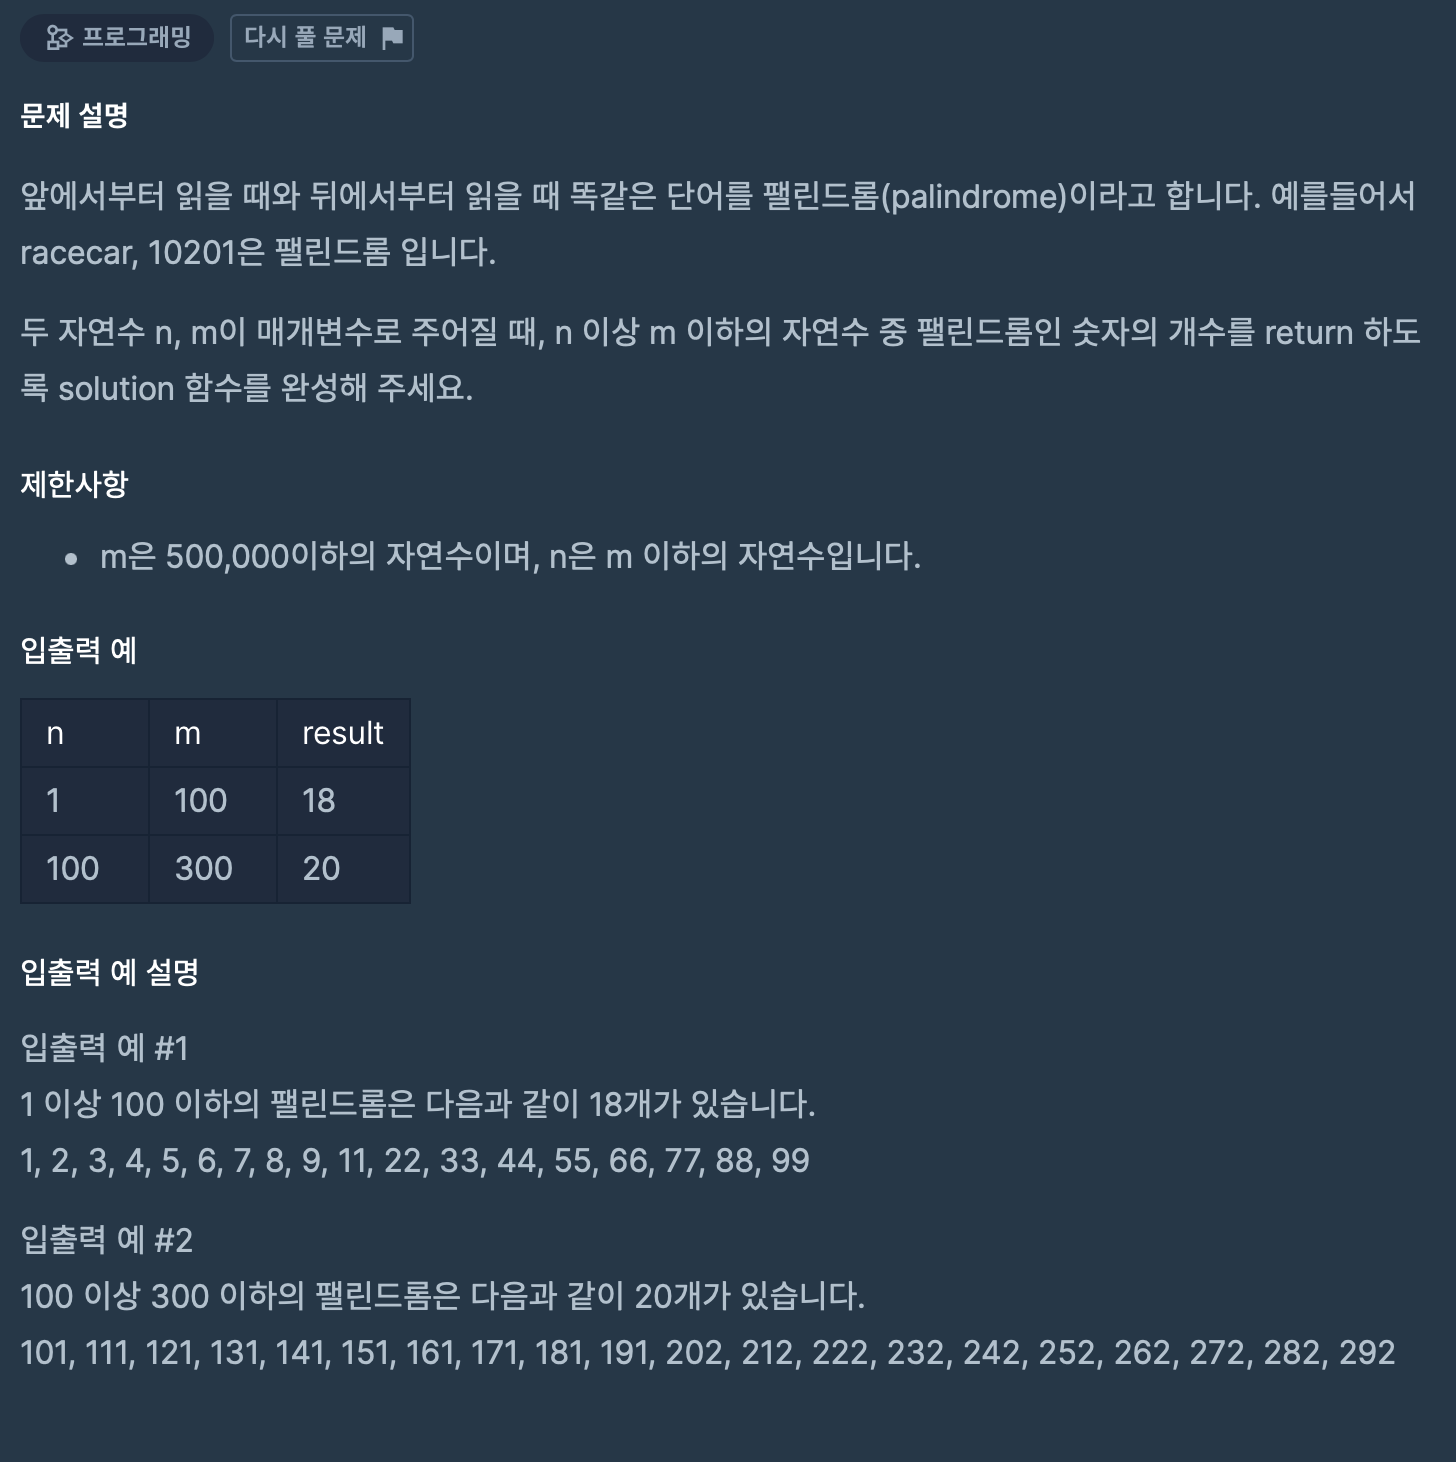 프로그래밍
다시 풀 문제
문제 설명
앞에서부터 읽을 때와 뒤에서부터 읽을 때 똑같은 단어를 팰린드롬(palindrome)이라고 합니다. 예를들어서
racecar, 10201은 팰린드롬 입니다.
두 자연수 n, m이 매개변수로 주어질 때, n 이상 m 이하의 자연수 중 팰린드롬인 숫자의 개수를 return 하도
록 solution 함수를 완성해 주세요.
제한사항
• m은 500,000이하의 자연수이며, n은 m 이하의 자연수입니다.
입출력 예
n m result
1 100 18
100 300 20
입출력 예 설명
입출력 예 #1
1 이상 100 이하의 팰린드롬은 다음과 같이 18개가 있습니다.
1, 2, 3, 4, 5, 6, 7, 8, 9, 11, 22, 33, 44, 55, 66, 77, 88, 99
입출력 예 #2
100 이상 300 이하의 팰린드롬은 다음과 같이 20개가 있습니다.
101, 111, 121, 131, 141, 151, 161, 171, 181, 191, 202, 212, 222, 232, 242, 252, 262, 272, 282, 292